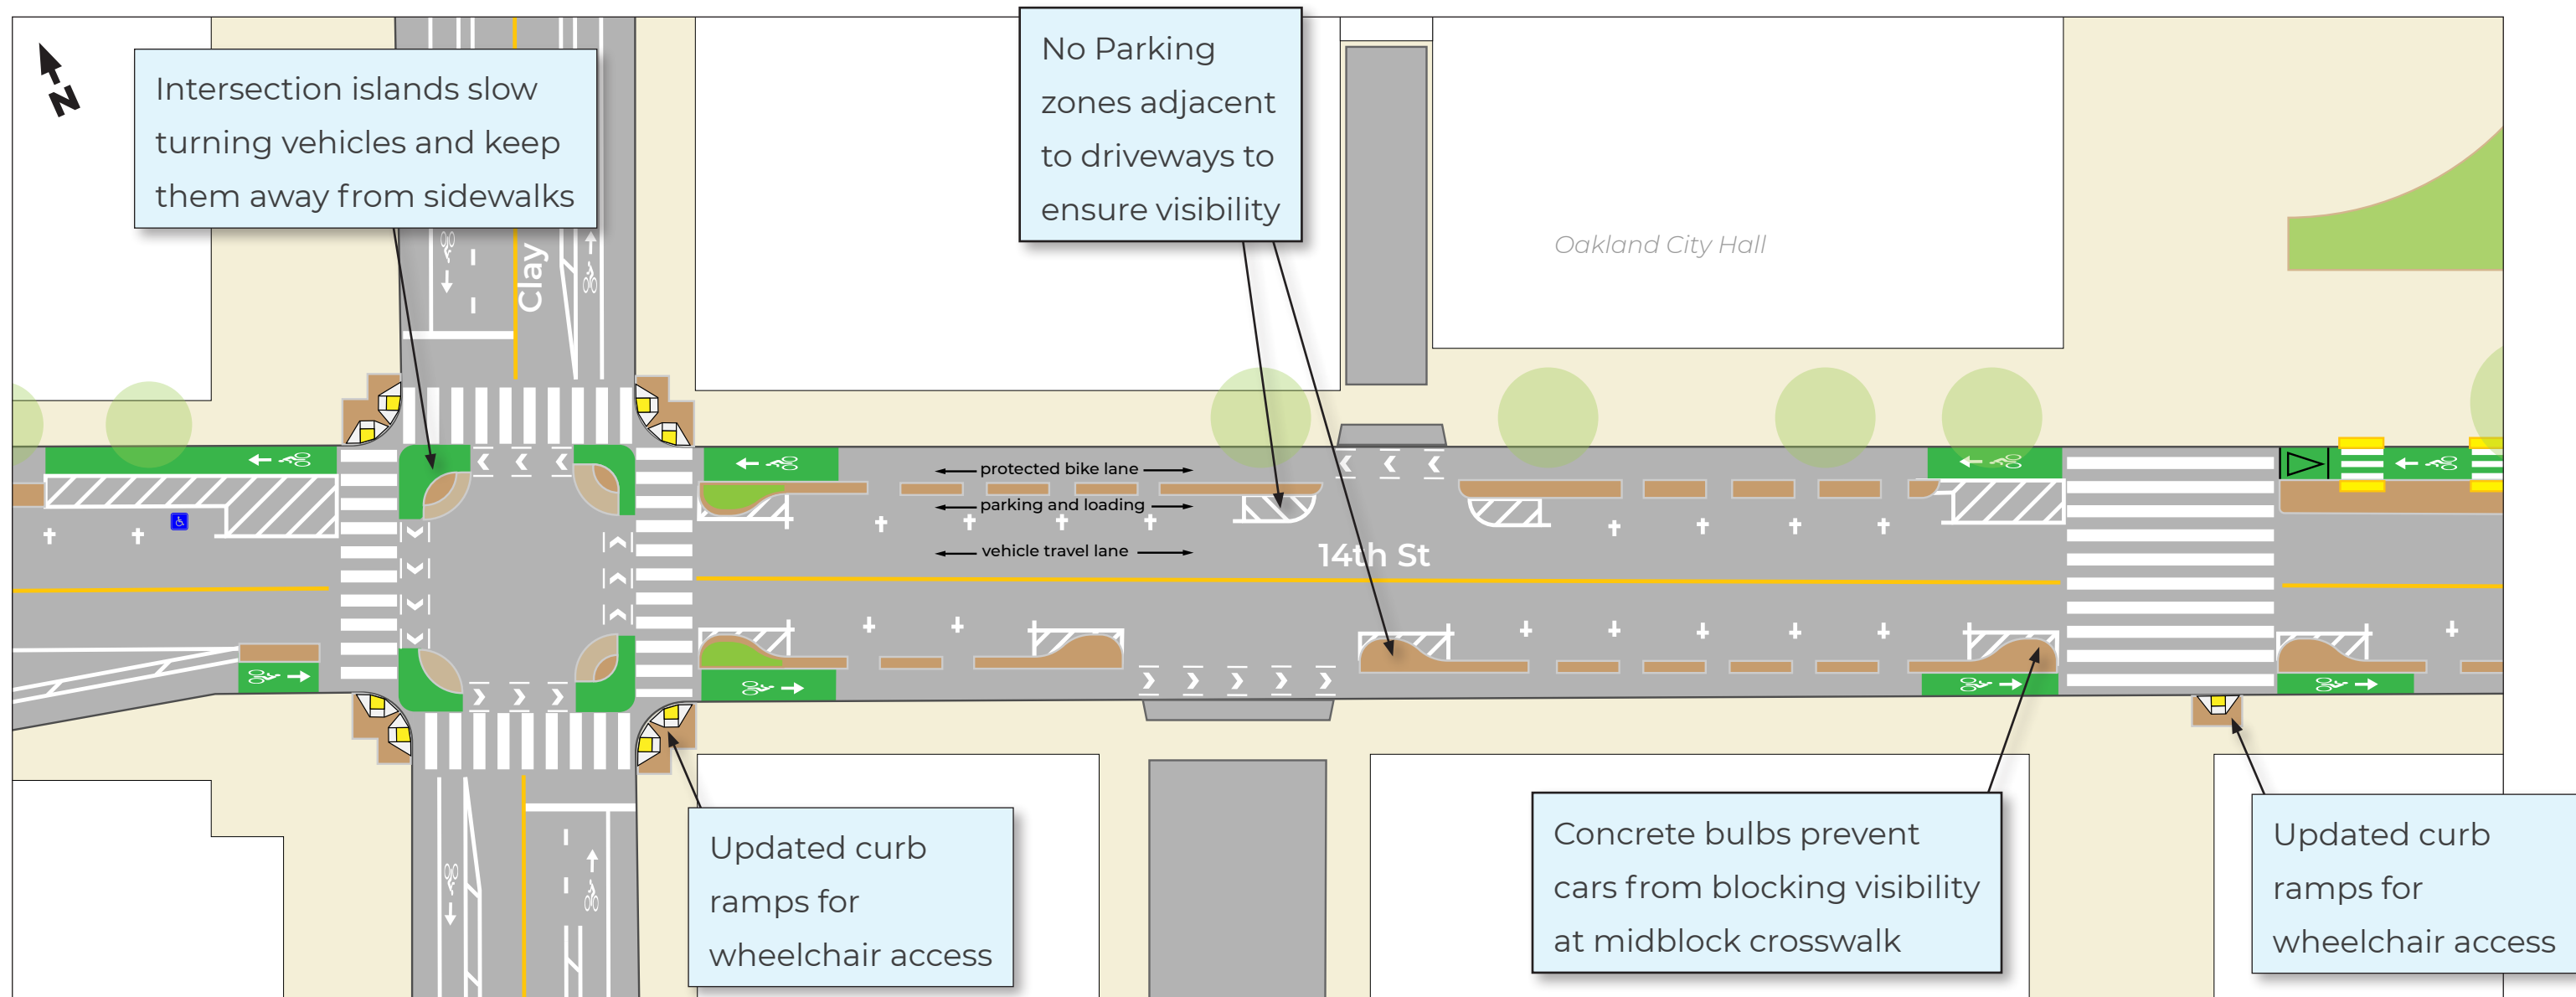 N
Intersection islands slow
turning vehicles and keep
them away from sidewalks
No Parking
zones adjacent
to driveways to
ensure visibility
Clay
Oakland City Hall
protected bike lane
parking and loading
vehicle travel lane
14th St
Updated curb
ramps for
wheelchair access
Concrete bulbs prevent
cars from blocking visibility
at midblock crosswalk
Updated curb
ramps for
wheelchair access